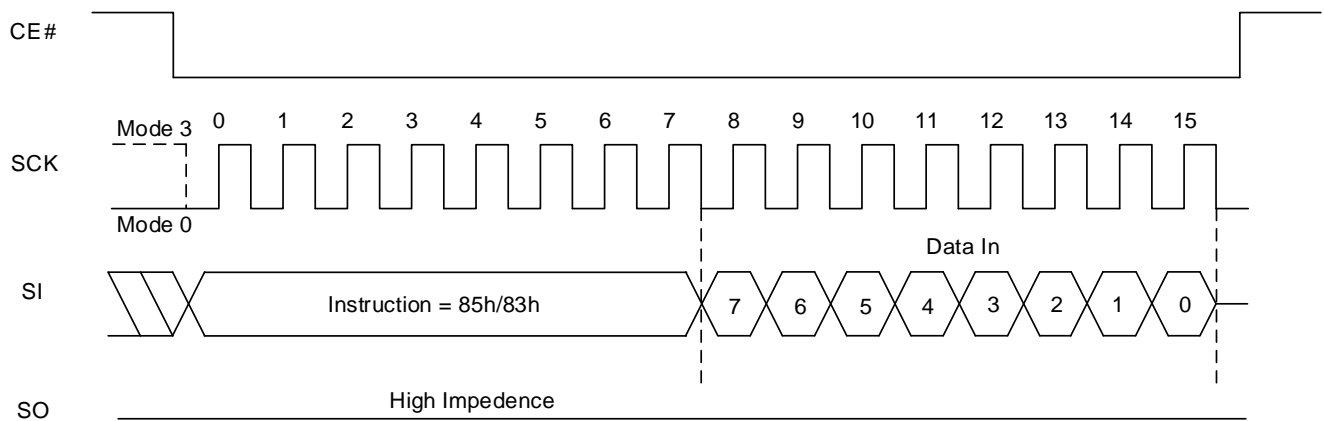 CE#
Mode 3 0 1 2 3 4 5 6 7 8 9 10 11 12 13 14 15
SCK
Mode 0
Data In
SI Instruction = 85h/83h 7 6 5 4 3 2 1 0
High Impedence
SO